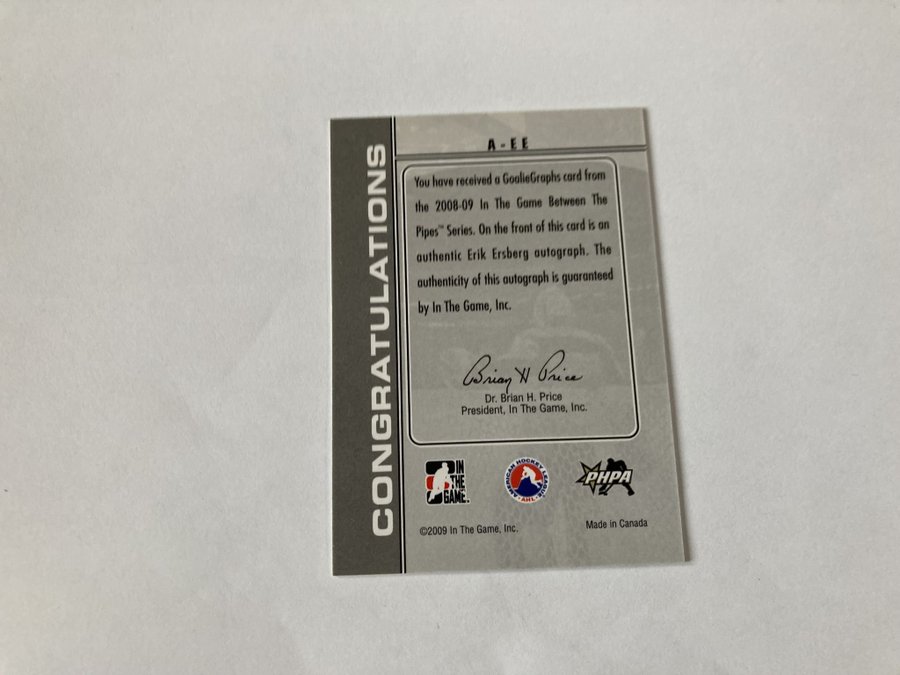 CONGRATULATIONS
A-EE
You have received a GoalieGraphs card from
the 2008-09 In The Game Between The
Pipes™ Series. On the front of this card is an
authentic Erik Ersberg autograph. The
authenticity of this autograph is guaranteed
by In The Game, Inc.
Brian H Price
Dr. Brian H. Price
President, In The Game, Inc.
IN
THE
GAME
AMERICAN HOCKEY LEAGUE
AHL
PHPA
©2009 In The Game, Inc.
Made in Canada